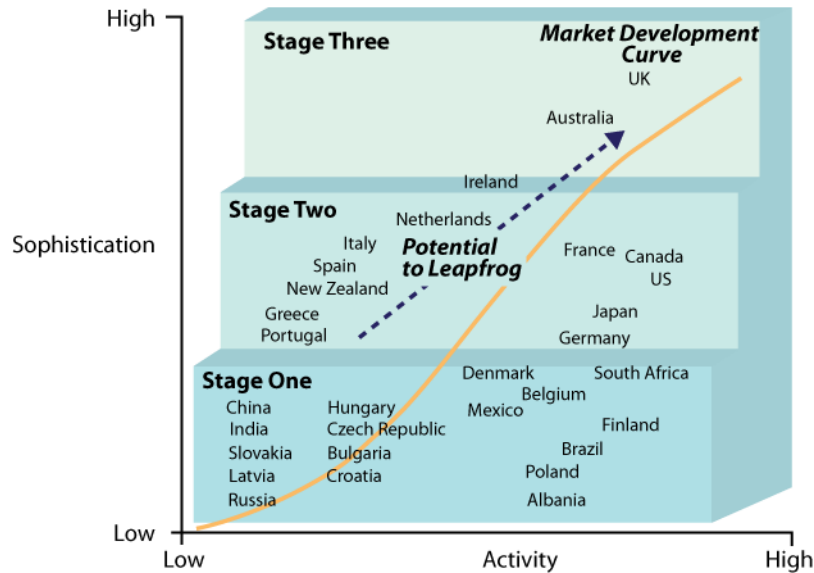 High
Stage Three
Market Development
Curve
UK
Australia
Ireland
Stage Two
Netherlands
Sophistication
Italy
Potential
to Leapfrog
France
Canada
Spain
US
New Zealand
Greece
Japan
Portugal
Germany
Stage One
Denmark
South Africa
Belgium
China
Hungary
Mexico
India
Czech Republic
Finland
Slovakia
Bulgaria
Brazil
Latvia
Croatia
Poland
Russia
Albania
Low
Low
Activity
High